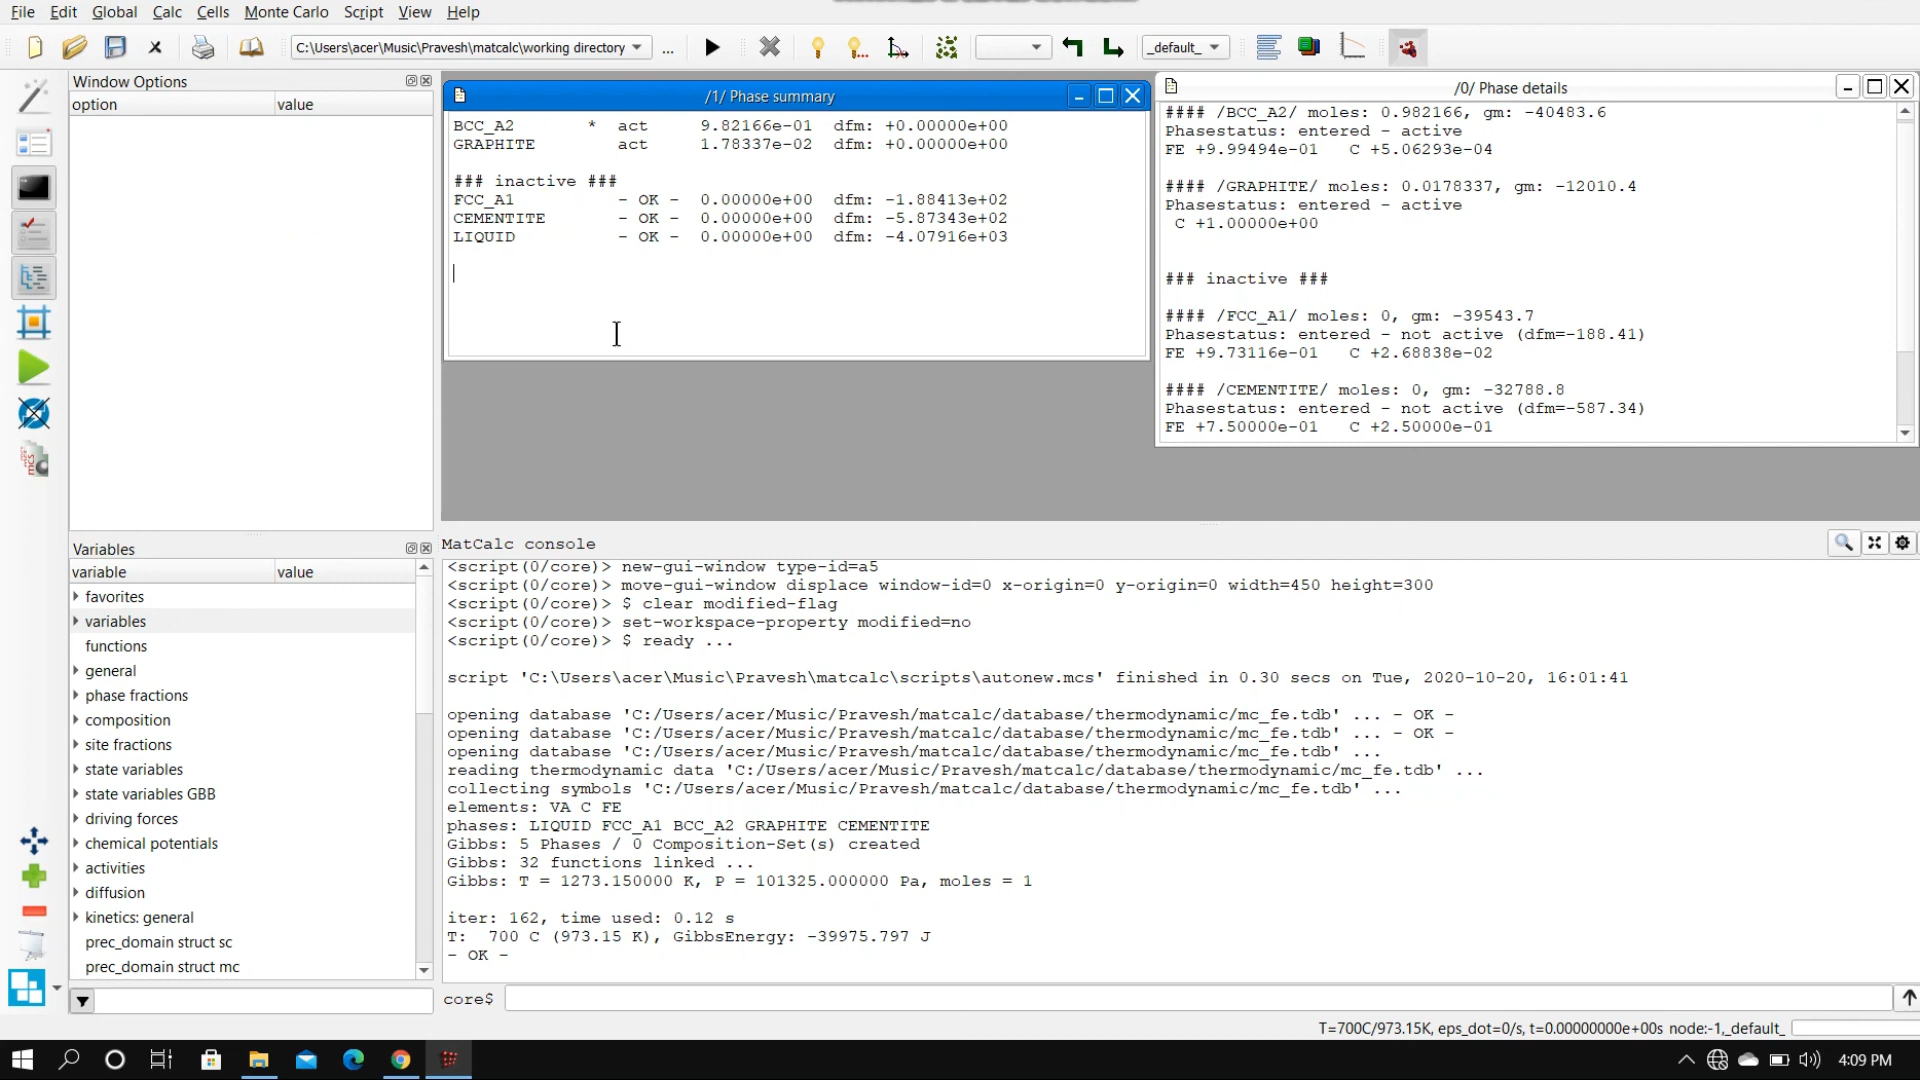 File Edit Global Calc Cells Monte Carlo Script View Help
C:\Users\acer\Music\Pravesh\matcalc\working directory ... _default_
Window Options
option value
/1/ Phase summary
BCC_A2 * act 9.82166e-01 dfm: +0.00000e+00
GRAPHITE act 1.78337e-02 dfm: +0.00000e+00
### inactive ###
FCC_A1 - OK - 0.00000e+00 dfm: -1.88413e+02
CEMENTITE - OK - 0.00000e+00 dfm: -5.87343e+02
LIQUID - OK - 0.00000e+00 dfm: -4.07916e+03
/0/ Phase details
#### /BCC_A2/ moles: 0.982166, gm: -40483.6
Phasestatus: entered - active
FE +9.99494e-01 C +5.06293e-04
#### /GRAPHITE/ moles: 0.0178337, gm: -12010.4
Phasestatus: entered - active
C +1.00000e+00
### inactive ###
#### /FCC_A1/ moles: 0, gm: -39543.7
Phasestatus: entered - not active (dfm=-188.41)
FE +9.73116e-01 C +2.68838e-02
#### /CEMENTITE/ moles: 0, gm: -32788.8
Phasestatus: entered - not active (dfm=-587.34)
FE +7.50000e-01 C +2.50000e-01
Variables
variable value
favorites
variables
functions
general
phase fractions
composition
site fractions
state variables
state variables GBB
driving forces
chemical potentials
activities
diffusion
kinetics: general
prec_domain struct sc
prec_domain struct mc
MatCalc console
<script(0/core)> new-gui-window type-id=a5
<script(0/core)> move-gui-window displace window-id=0 x-origin=0 y-origin=0 width=450 height=300
<script(0/core)> $ clear modified-flag
<script(0/core)> set-workspace-property modified=no
<script(0/core)> $ ready ...
script 'C:\Users\acer\Music\Pravesh\matcalc\scripts\autonew.mcs' finished in 0.30 secs on Tue, 2020-10-20, 16:01:41
opening database 'C:/Users/acer/Music/Pravesh/matcalc/database/thermodynamic/mc_fe.tdb' ... - OK -
opening database 'C:/Users/acer/Music/Pravesh/matcalc/database/thermodynamic/mc_fe.tdb' ... - OK -
opening database 'C:/Users/acer/Music/Pravesh/matcalc/database/thermodynamic/mc_fe.tdb' ...
reading thermodynamic data 'C:/Users/acer/Music/Pravesh/matcalc/database/thermodynamic/mc_fe.tdb' ...
collecting symbols 'C:/Users/acer/Music/Pravesh/matcalc/database/thermodynamic/mc_fe.tdb' ...
elements: VA C FE
phases: LIQUID FCC_A1 BCC_A2 GRAPHITE CEMENTITE
Gibbs: 5 Phases / 0 Composition-Set(s) created
Gibbs: 32 functions linked ...
Gibbs: T = 1273.150000 K, P = 101325.000000 Pa, moles = 1
iter: 162, time used: 0.12 s
T: 700 C (973.15 K), GibbsEnergy: -39975.797 J
- OK -
core$
T=700C/973.15K, eps_dot=0/s, t=0.00000000e+00s node:-1,_default_
4:09 PM